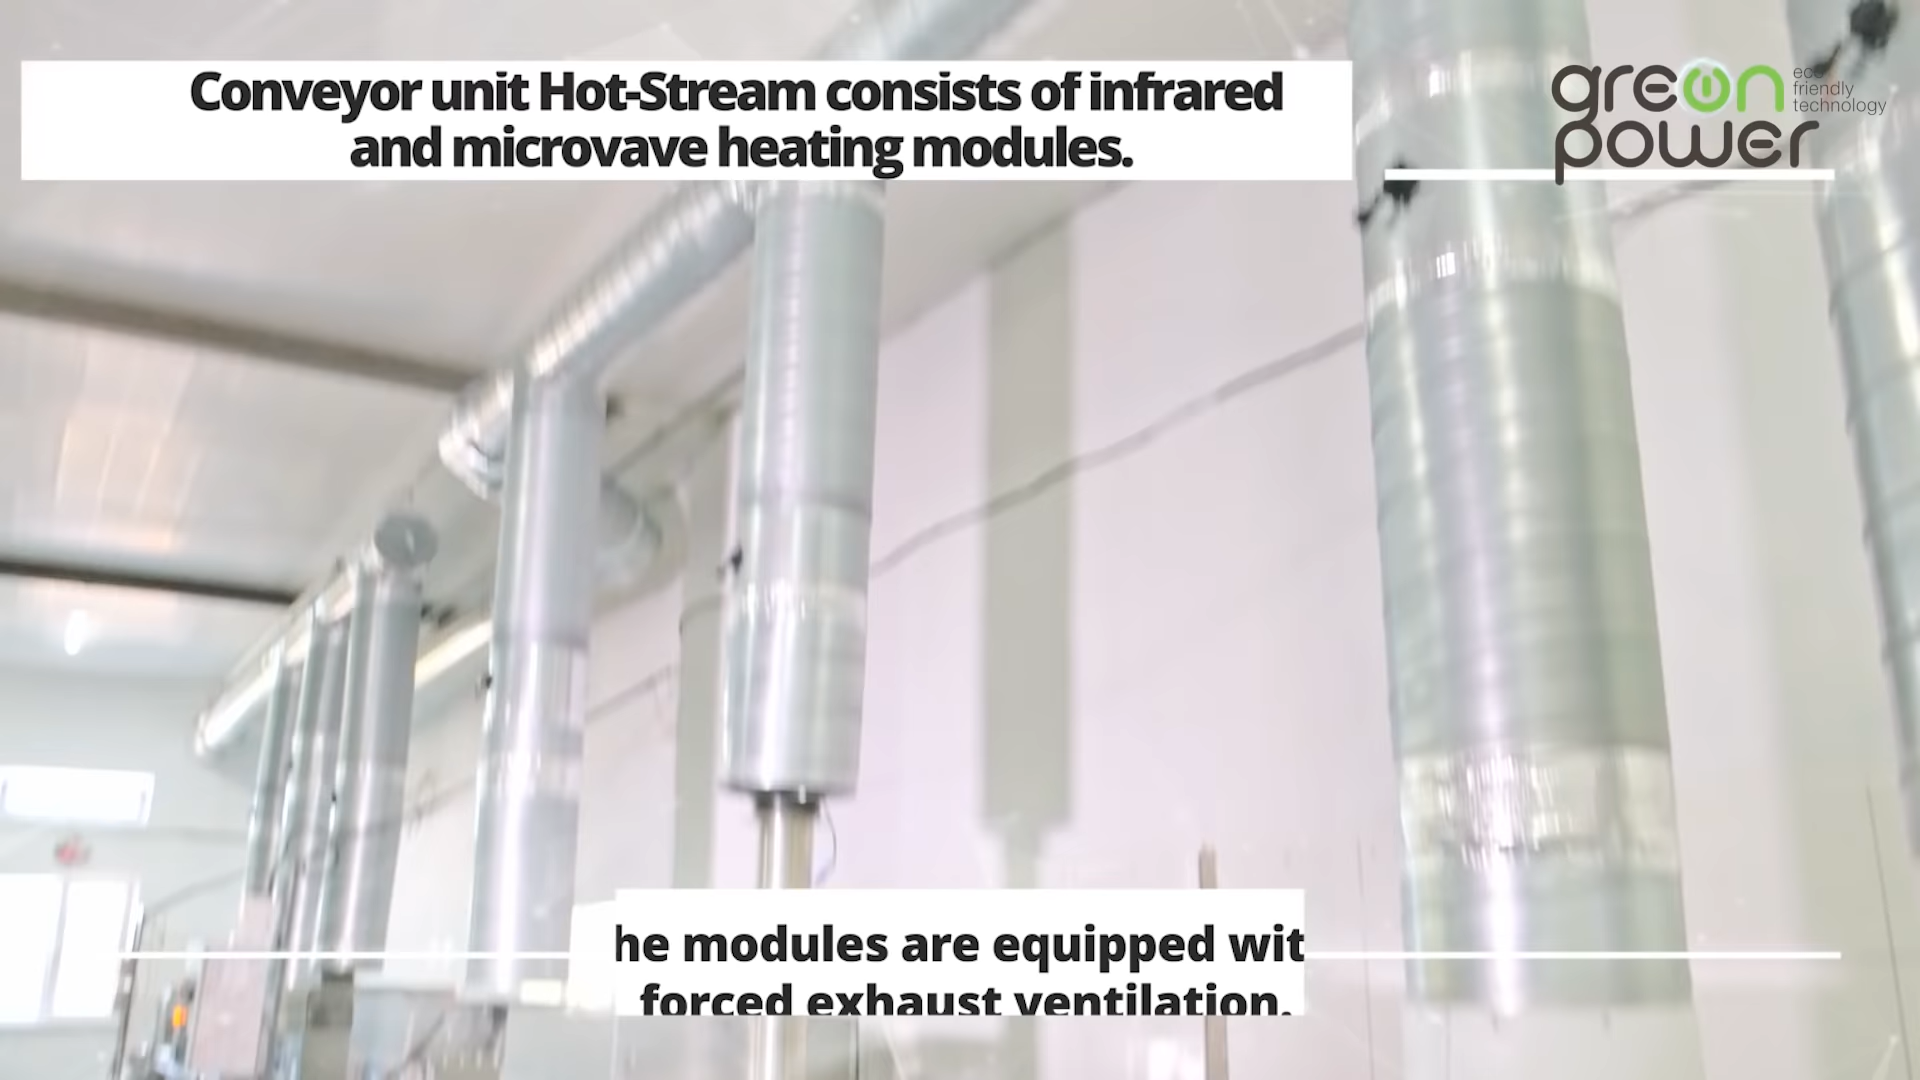 Conveyor unit Hot-Stream consists of infrared
and microvave heating modules.
green
power
eco
friendly
technology
he modules are equipped wit
forced exhaust ventilation.